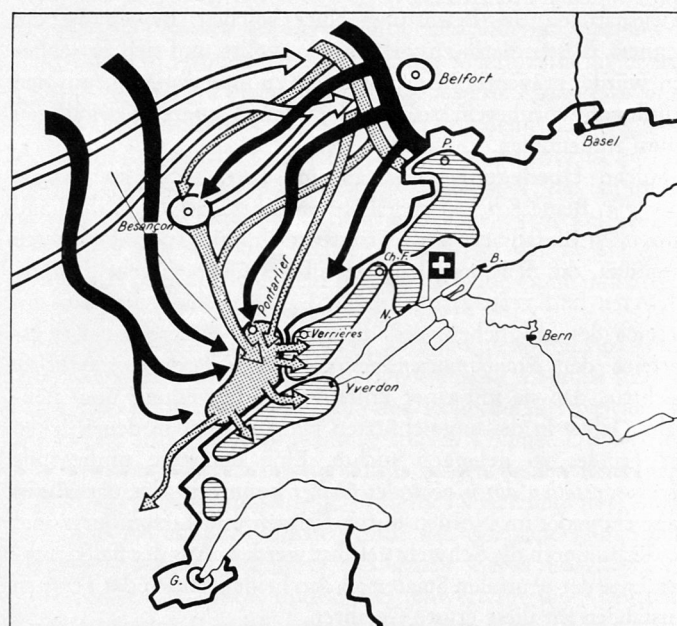 Belfort
Basel
P.
Besançon
Pontarlier
Ch.F.
B.
N.
Verrières
Bern
Yverdon
G.